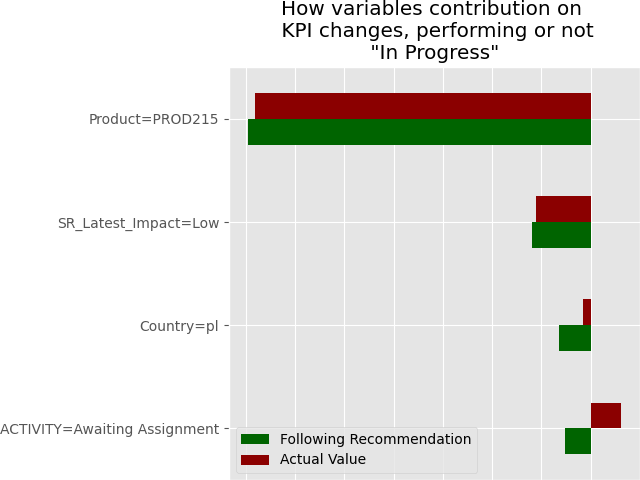 How variables contribution on
KPI changes, performing or not
"In Progress"
Product=PROD215
SR_Latest_Impact=Low
Country=pl
ACTIVITY=Awaiting Assignment
Following Recommendation
Actual Value